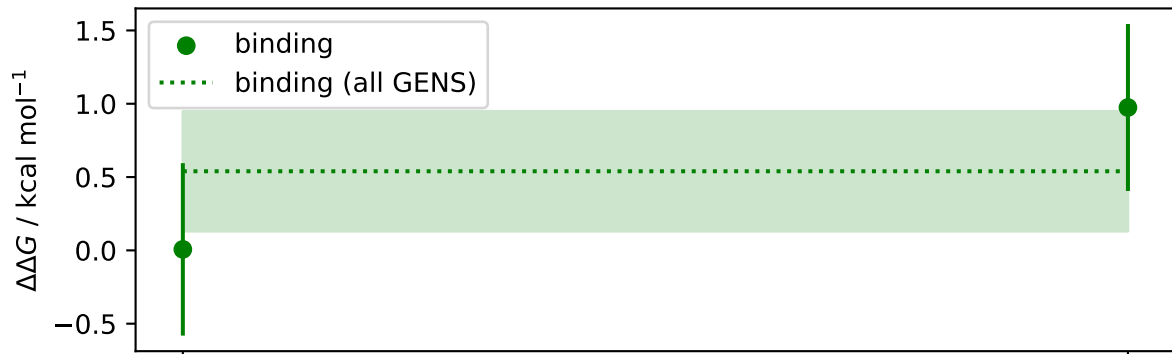 1.5
1.0
0.5
0.0
−0.5
ΔΔG / kcal mol⁻¹
binding
binding (all GENS)